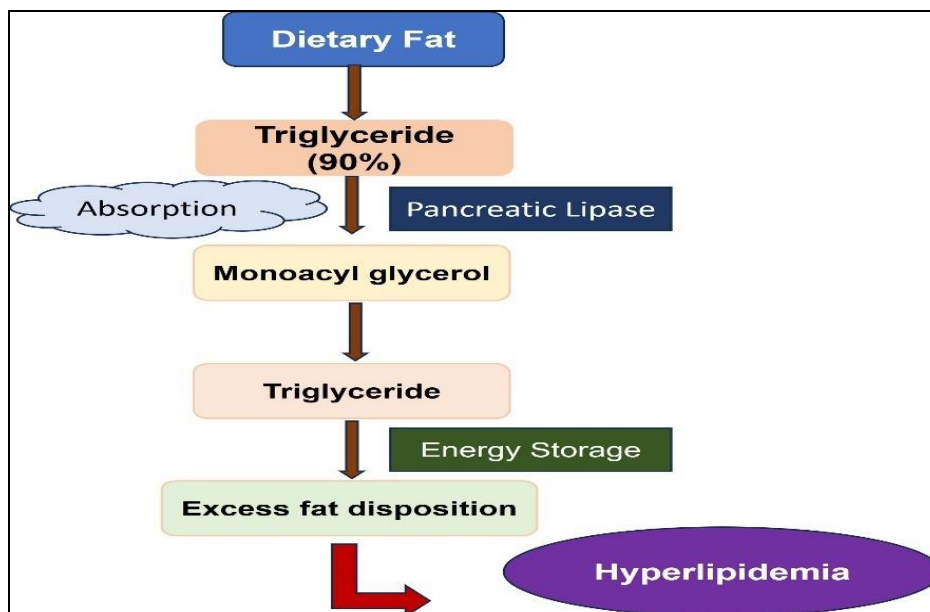 Dietary Fat
Triglyceride
(90%)
Absorption
Pancreatic Lipase
Monoacyl glycerol
Triglyceride
Energy Storage
Excess fat disposition
Hyperlipidemia